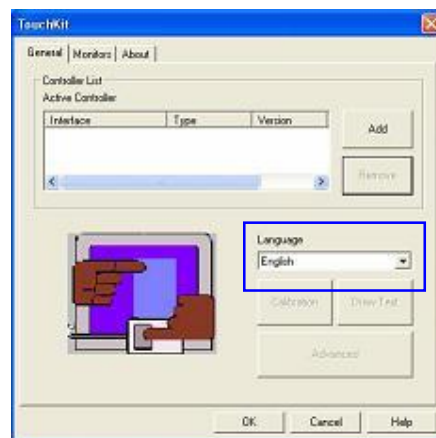 TouchKit
General Monitors About
Controller List
Active Controller
Interface Type Version
Add
Remove
Language
English
Calibration Draw Test
Advanced
OK Cancel Help